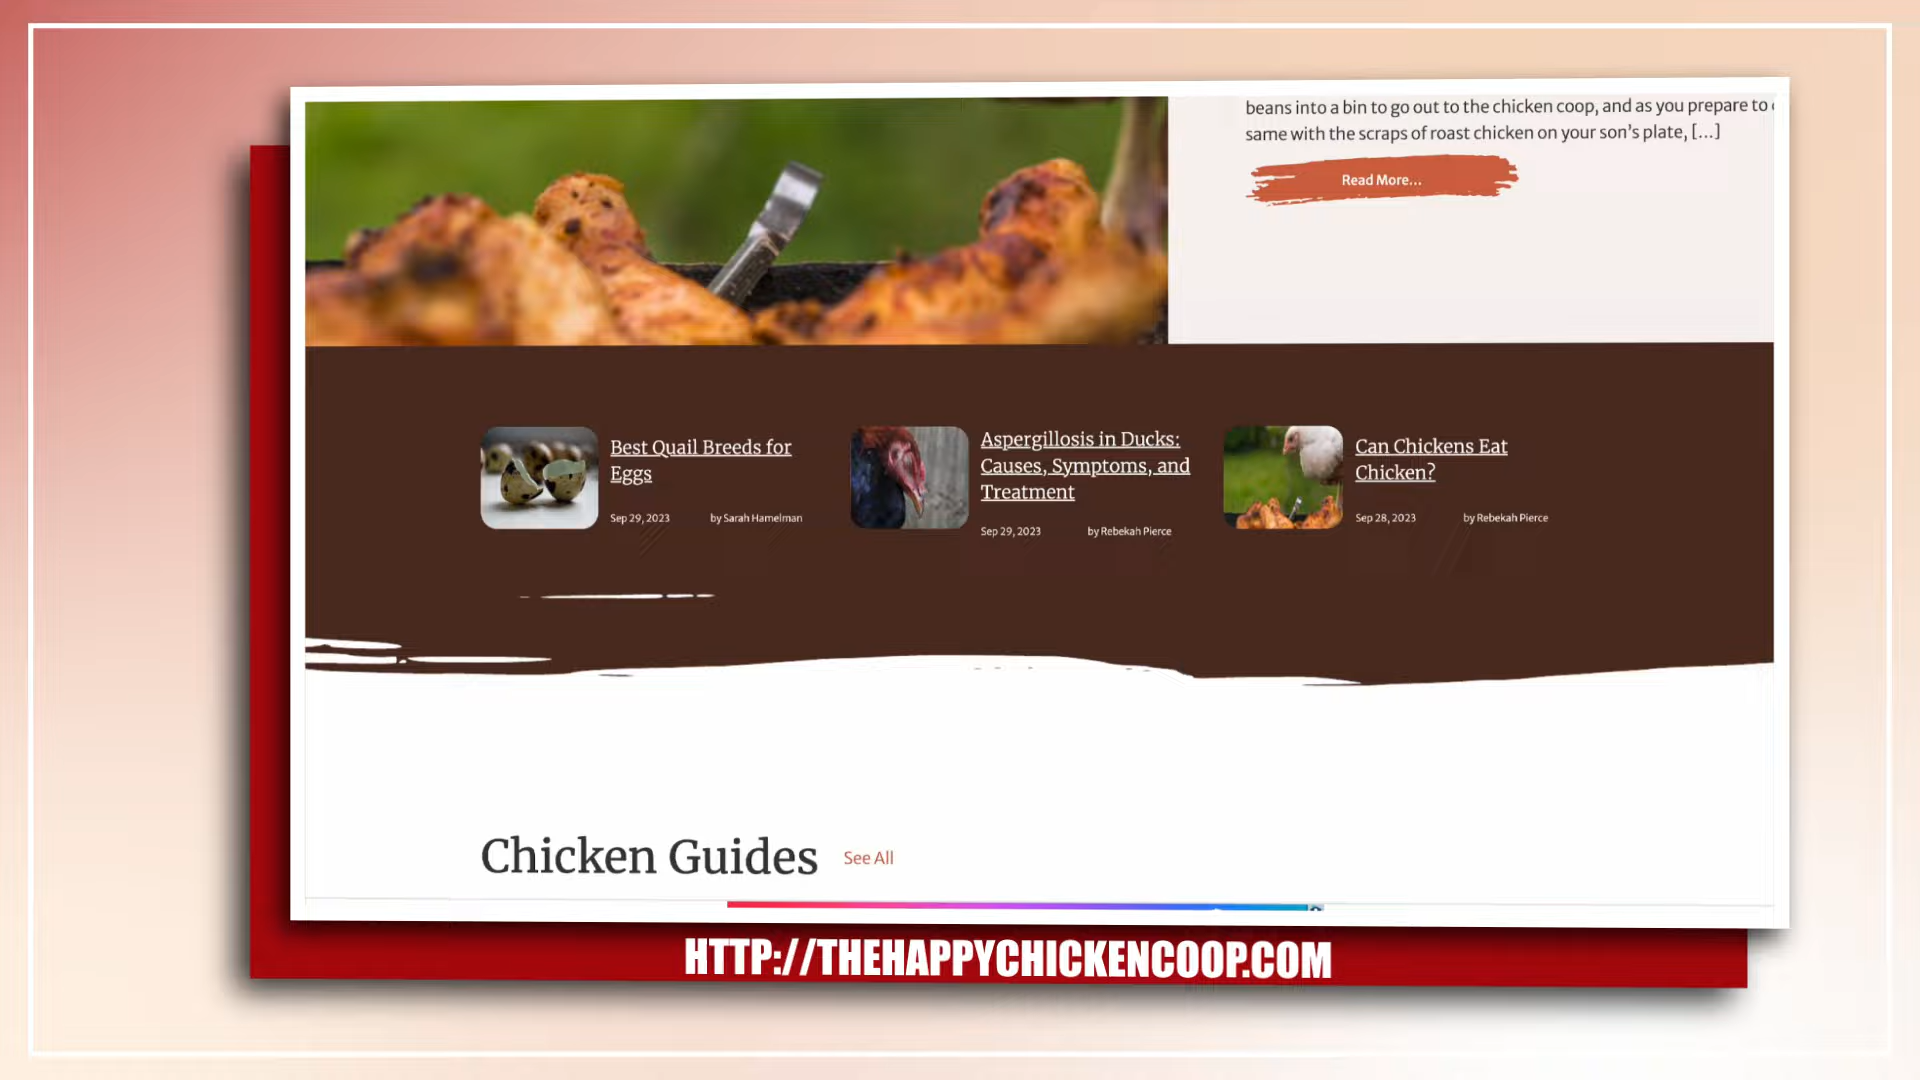 beans into a bin to go out to the chicken coop, and as you prepare to
same with the scraps of roast chicken on your son’s plate, […]
Read More…
Best Quail Breeds for
Eggs
Sep 29, 2023 by Sarah Hamelman
Aspergillosis in Ducks:
Causes, Symptoms, and
Treatment
Sep 29, 2023 by Rebekah Pierce
Can Chickens Eat
Chicken?
Sep 28, 2023 by Rebekah Pierce
Chicken Guides See All
HTTP://THEHAPPYCHICKENCOOP.COM